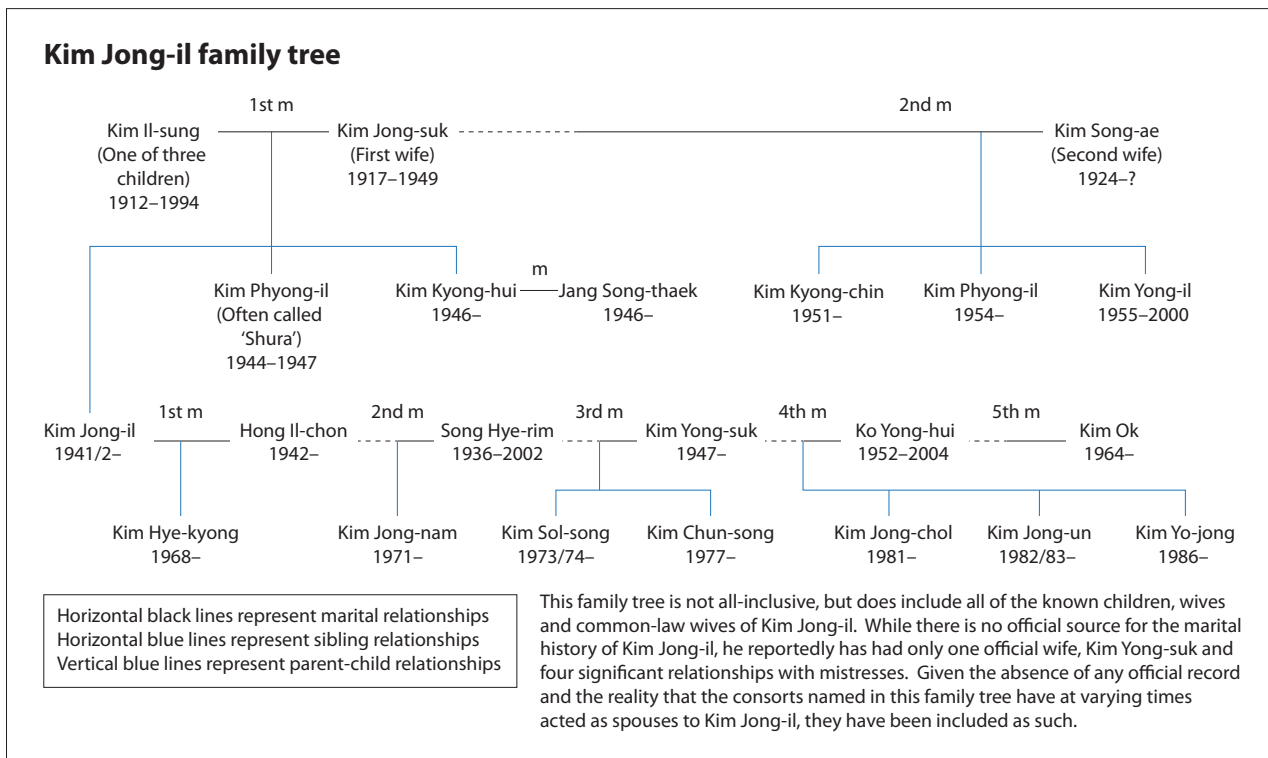 Kim Jong-il family tree
1st m
2nd m
Kim Il-sung
(One of three
children)
1912–1994
Kim Jong-suk
(First wife)
1917–1949
Kim Song-ae
(Second wife)
1924–?
Kim Phyong-il
(Often called
‘Shura’)
1944–1947
Kim Kyong-hui
1946–
m
Jang Song-thaek
1946–
Kim Kyong-chin
1951–
Kim Phyong-il
1954–
Kim Yong-il
1955–2000
Kim Jong-il
1941/2–
1st m
Hong Il-chon
1942–
2nd m
Song Hye-rim
1936–2002
3rd m
Kim Yong-suk
1947–
4th m
Ko Yong-hui
1952–2004
5th m
Kim Ok
1964–
Kim Hye-kyong
1968–
Kim Jong-nam
1971–
Kim Sol-song
1973/74–
Kim Chun-song
1977–
Kim Jong-chol
1981–
Kim Jong-un
1982/83–
Kim Yo-jong
1986–
Horizontal black lines represent marital relationships
Horizontal blue lines represent sibling relationships
Vertical blue lines represent parent-child relationships
This family tree is not all-inclusive, but does include all of the known children, wives
and common-law wives of Kim Jong-il.  While there is no official source for the marital
history of Kim Jong-il, he reportedly has had only one official wife, Kim Yong-suk and
four significant relationships with mistresses.  Given the absence of any official record
and the reality that the consorts named in this family tree have at varying times
acted as spouses to Kim Jong-il, they have been included as such.